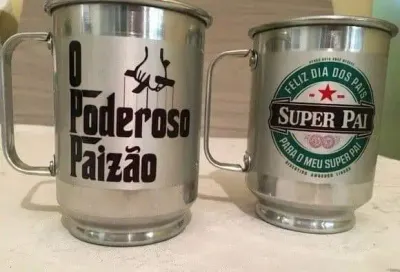 O
Poderoso
Paizão
FELIZ DIA DOS PAIS
SUPER PAI
PARA O MEU SUPER PAI